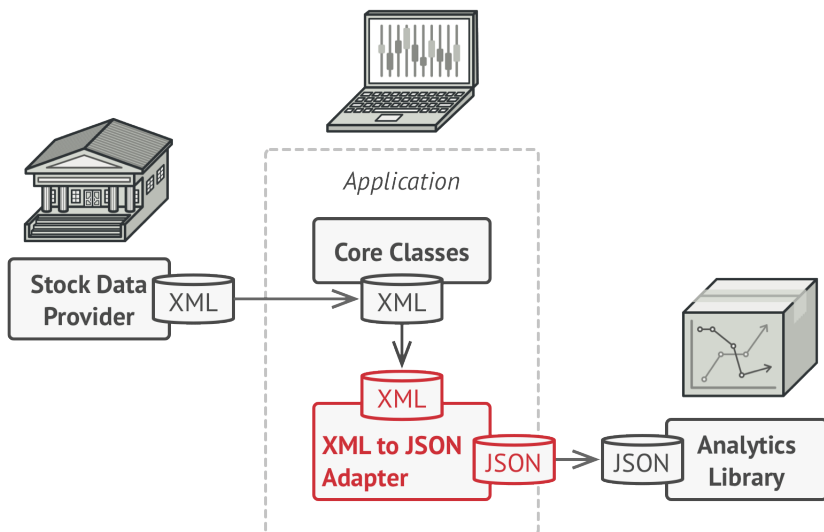 Application
Core Classes
XML
Stock Data
Provider
XML
XML
XML to JSON
Adapter
JSON
JSON
Analytics
Library